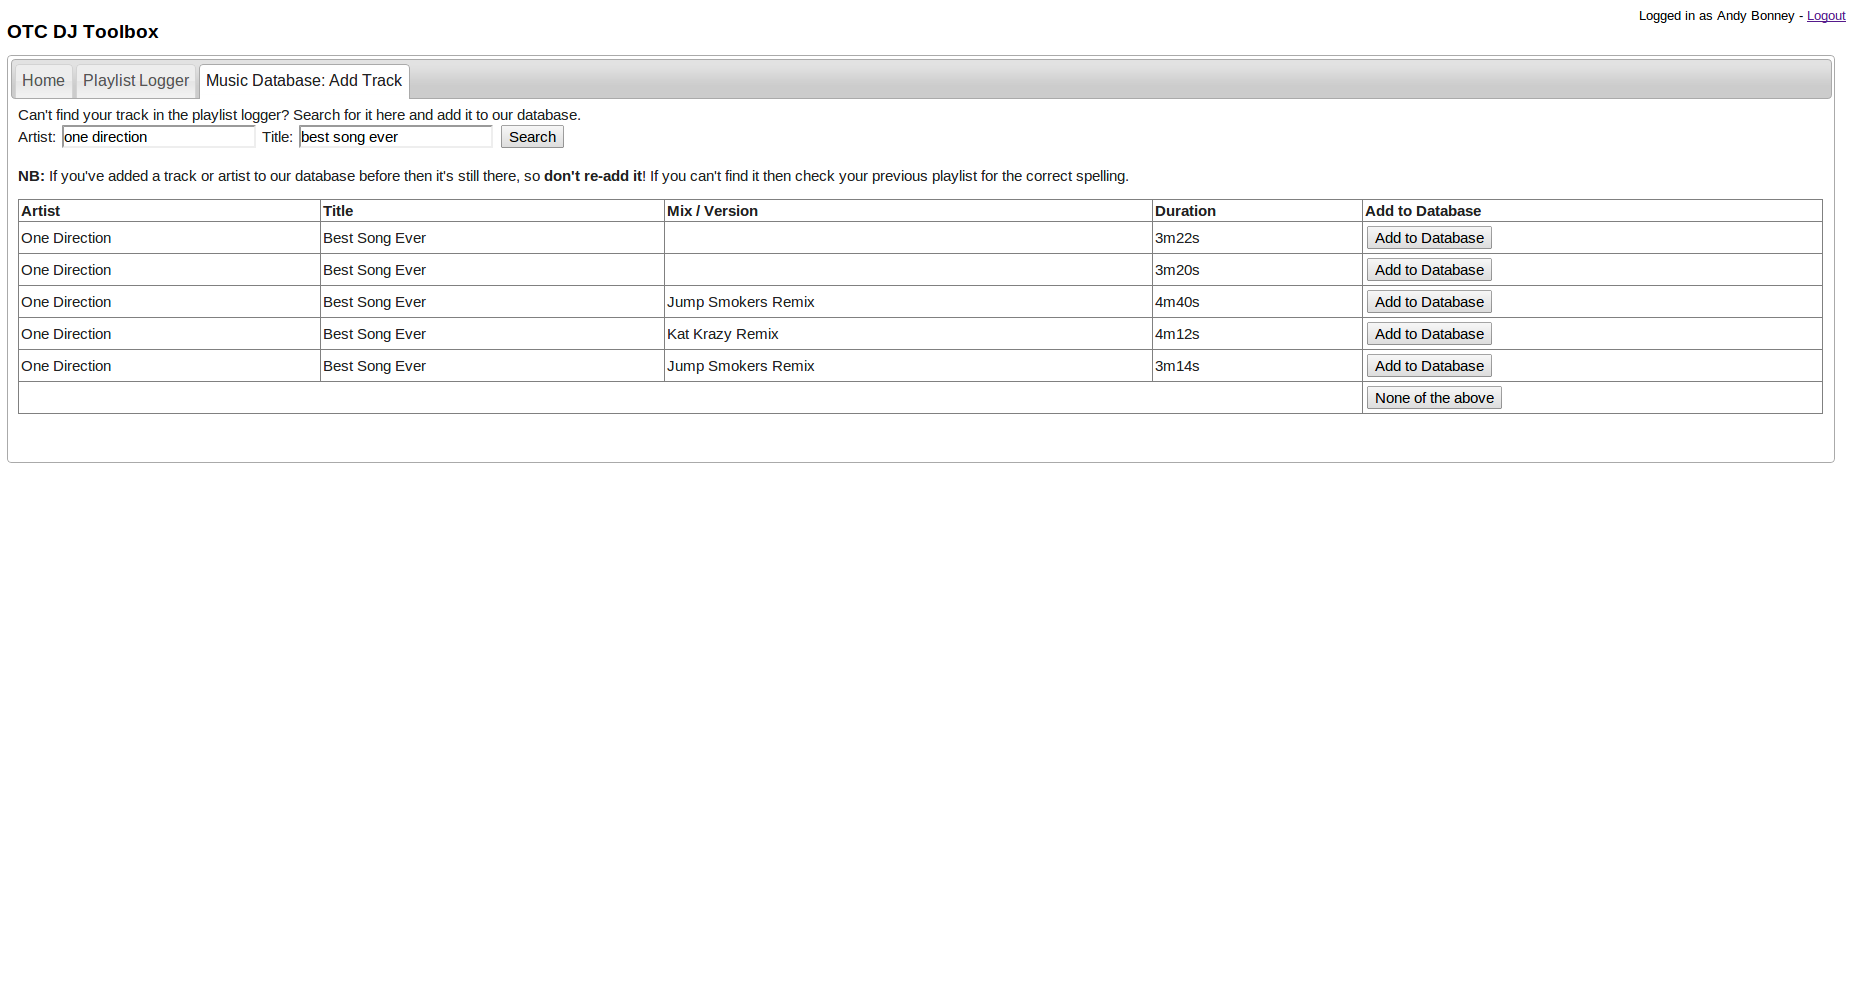 Logged in as Andy Bonney - Logout
OTC DJ Toolbox
Home Playlist Logger Music Database: Add Track
Can't find your track in the playlist logger? Search for it here and add it to our database.
Artist: one direction Title: best song ever Search
NB: If you've added a track or artist to our database before then it's still there, so don't re-add it! If you can't find it then check your previous playlist for the correct spelling.
Artist Title Mix / Version Duration Add to Database
One Direction Best Song Ever 3m22s Add to Database
One Direction Best Song Ever 3m20s Add to Database
One Direction Best Song Ever Jump Smokers Remix 4m40s Add to Database
One Direction Best Song Ever Kat Krazy Remix 4m12s Add to Database
One Direction Best Song Ever Jump Smokers Remix 3m14s Add to Database
None of the above